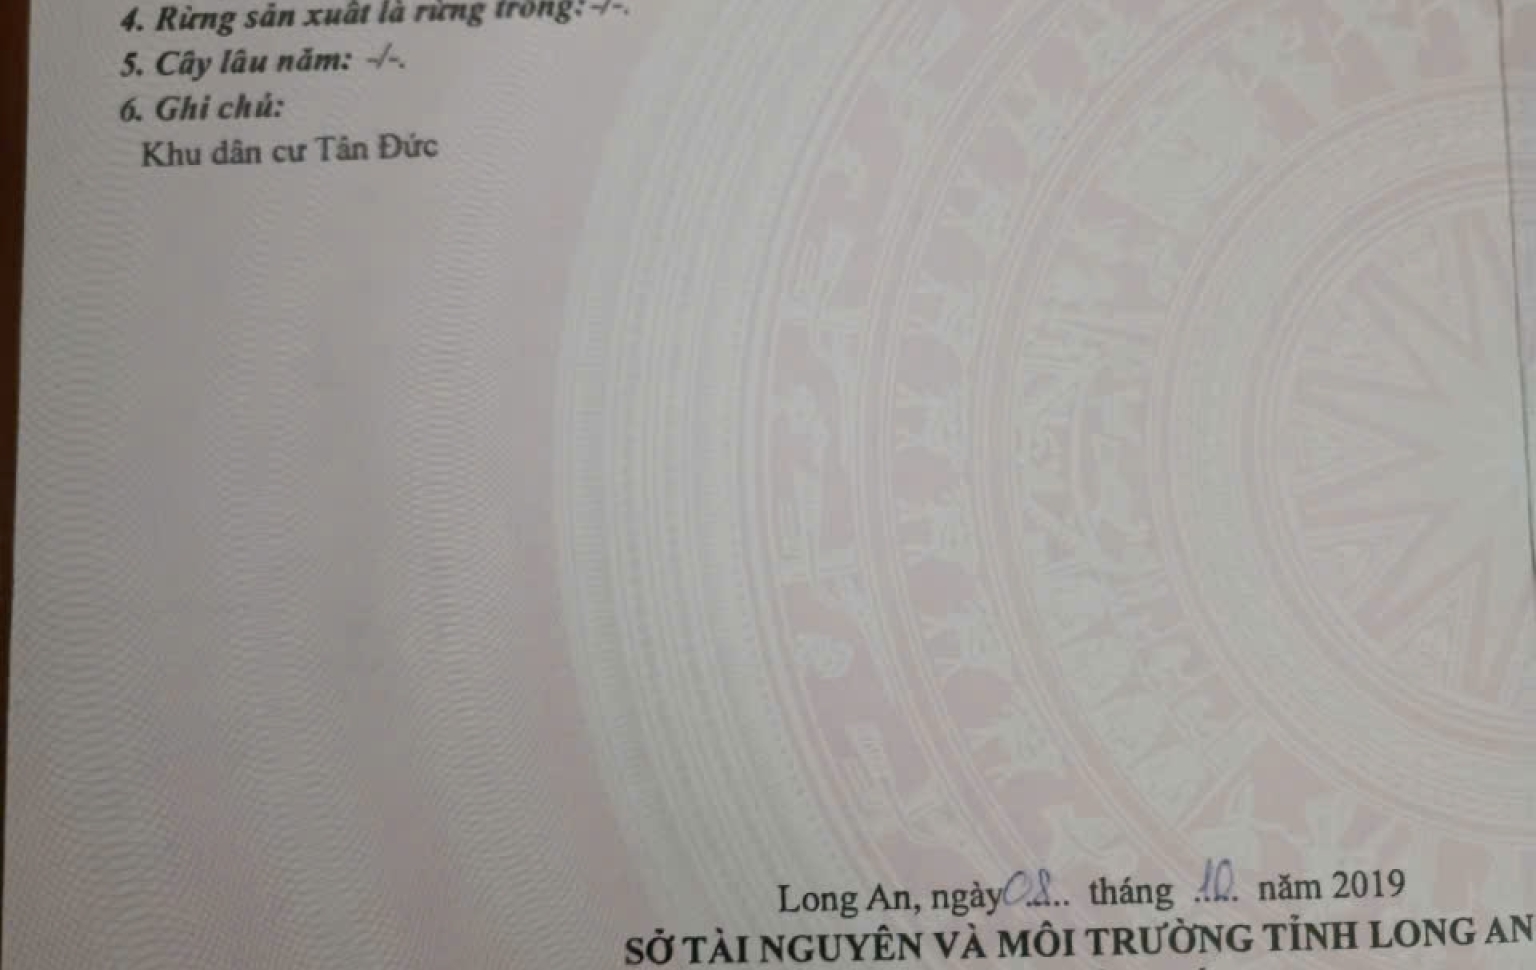 4. Rừng sản xuất là rừng trồng: -/-.
5. Cây lâu năm: -/-.
6. Ghi chú:
Khu dân cư Tân Đức
Long An, ngày 08 tháng 10 năm 2019
SỞ TÀI NGUYÊN VÀ MÔI TRƯỜNG TỈNH LONG AN